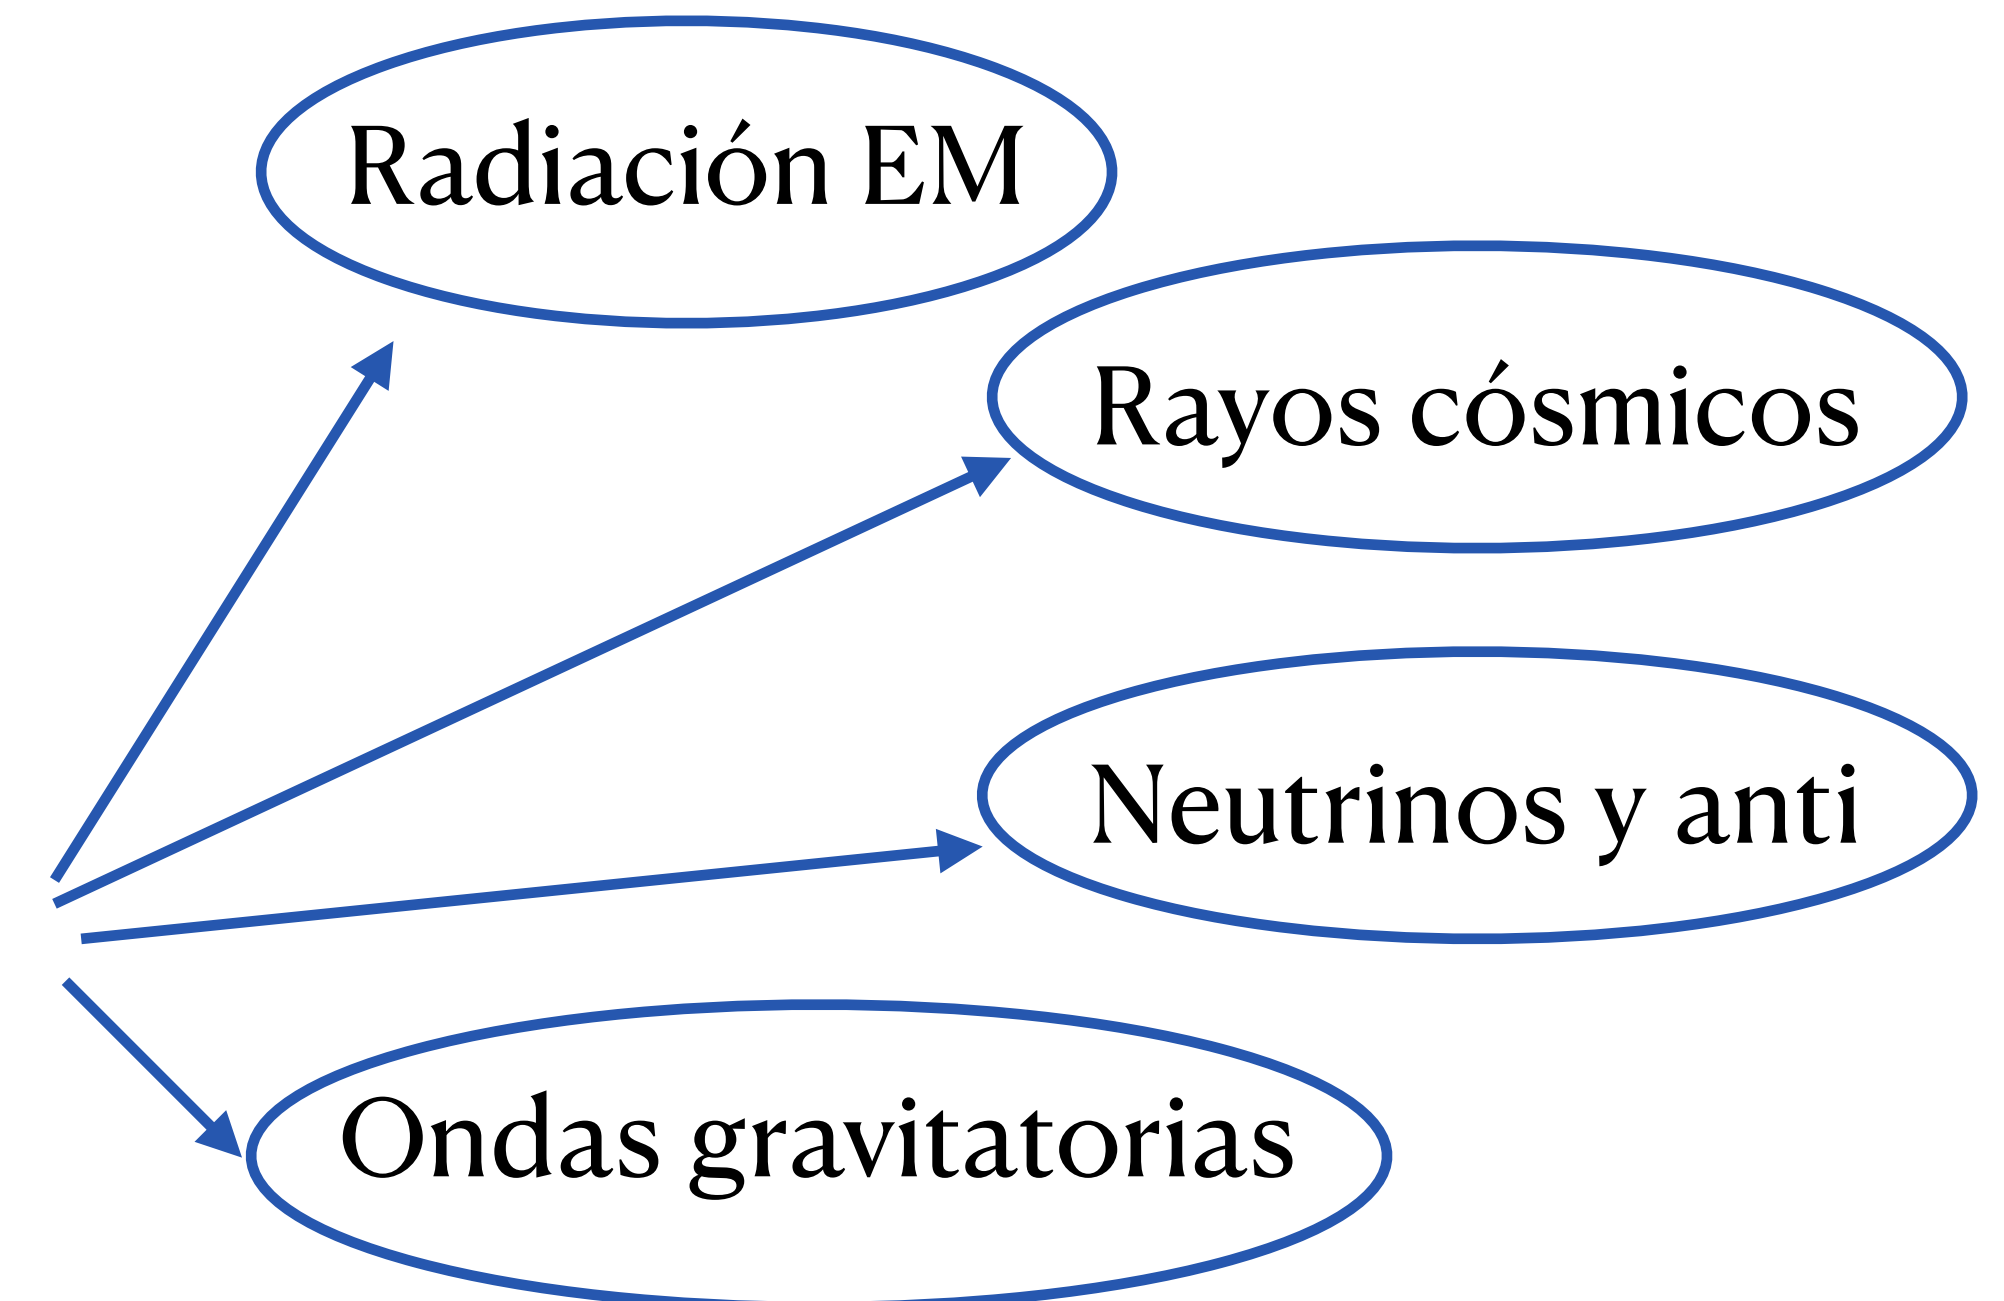 Radiación EM
Rayos cósmicos
Neutrinos y anti
Ondas gravitatorias